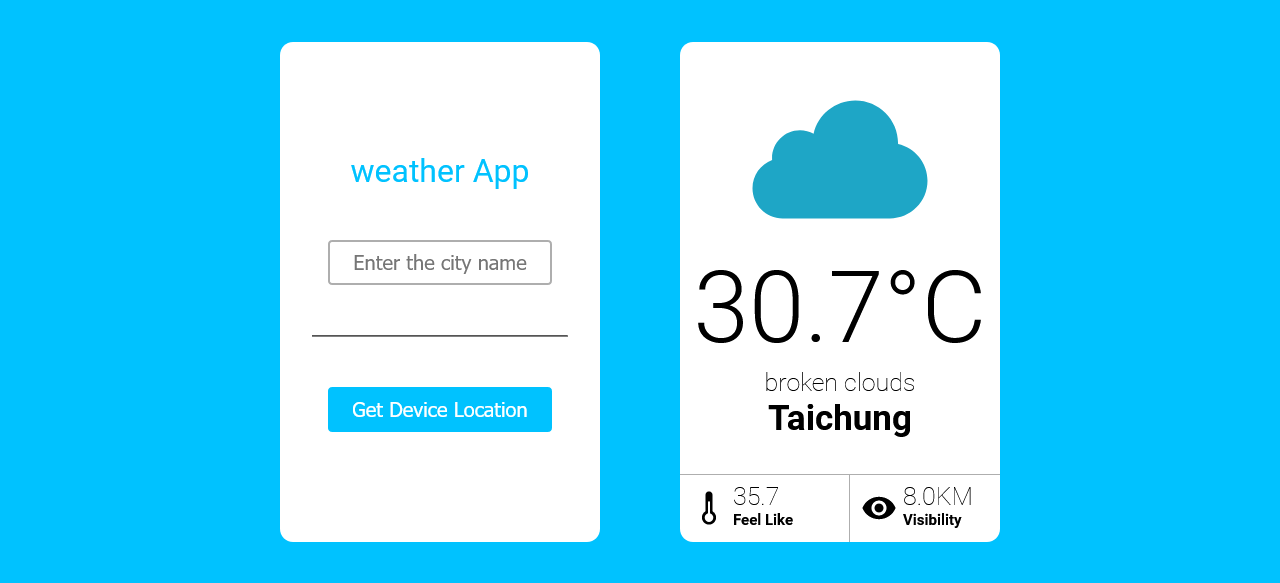 weather App
Enter the city name
Get Device Location
30.7°C
broken clouds
Taichung
35.7
Feel Like
8.0KM
Visibility